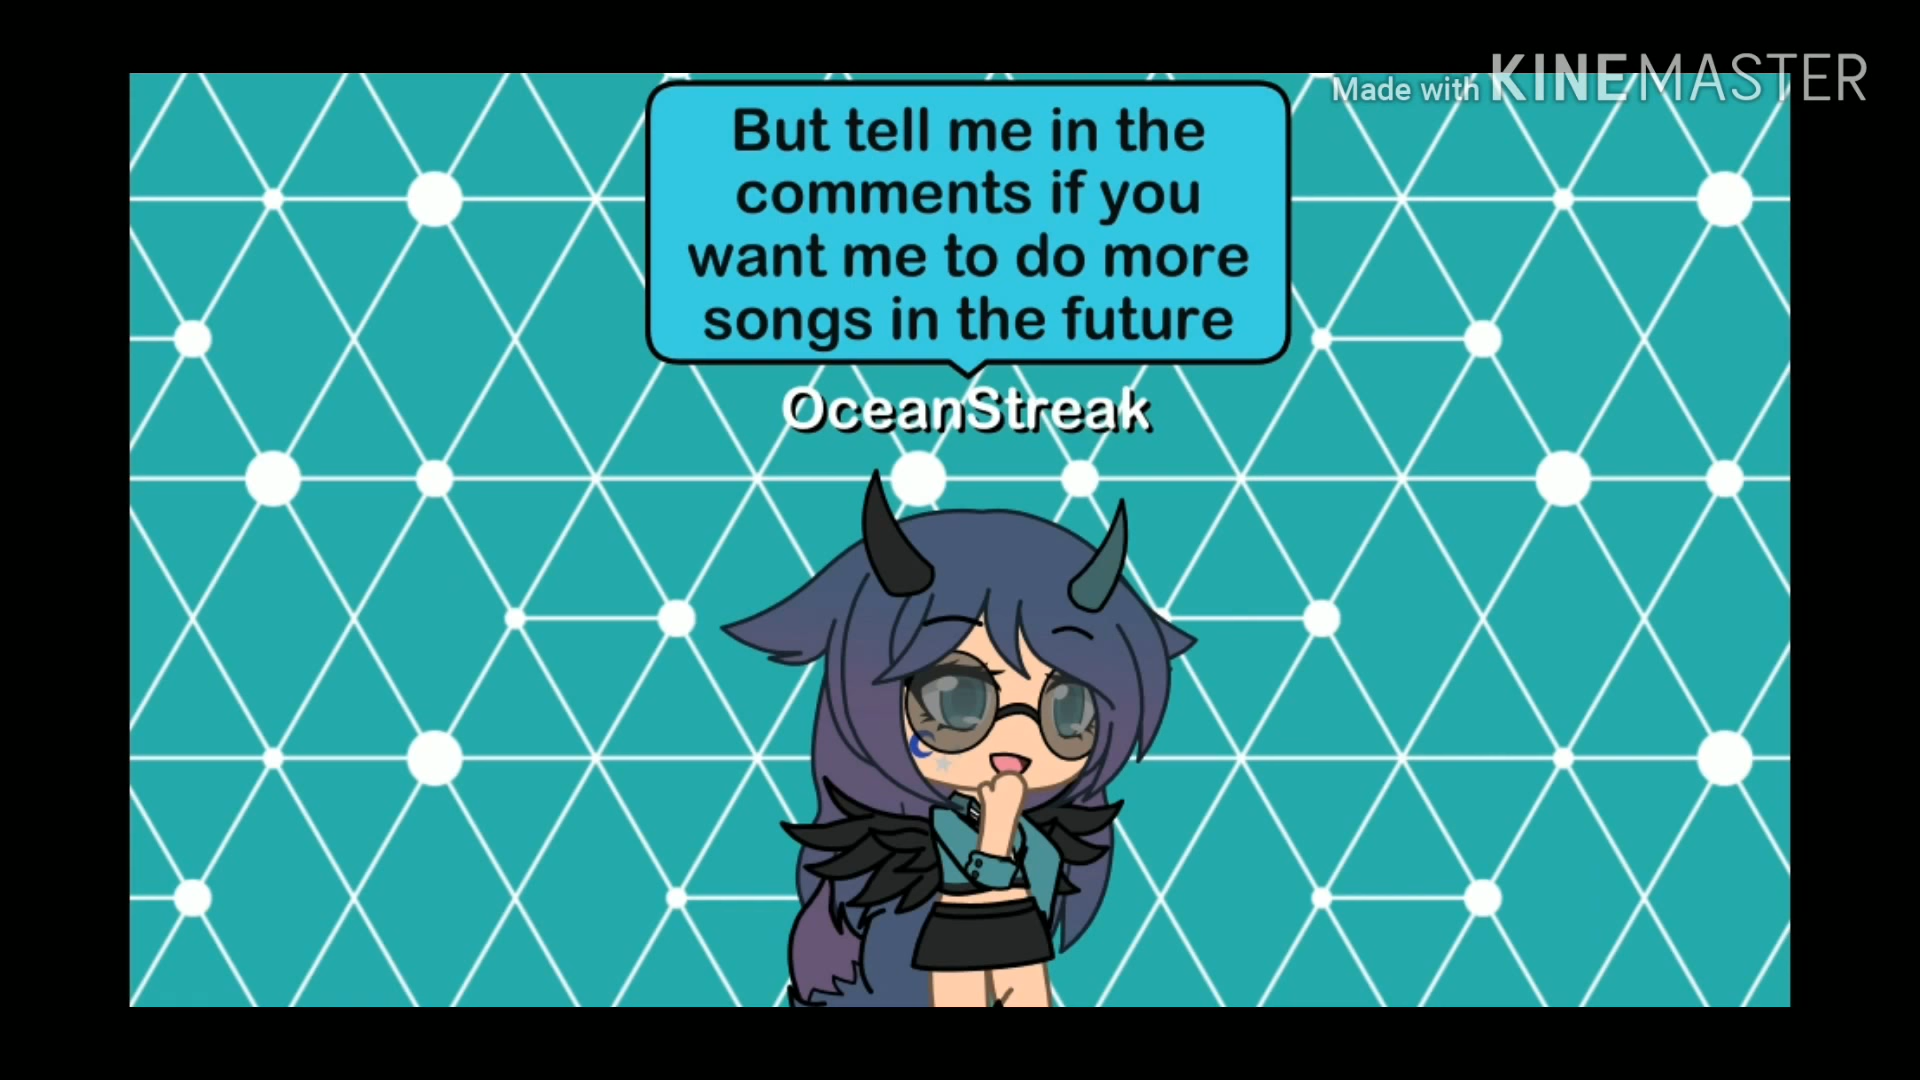 Made with KINEMASTER
But tell me in the
comments if you
want me to do more
songs in the future
OceanStreak